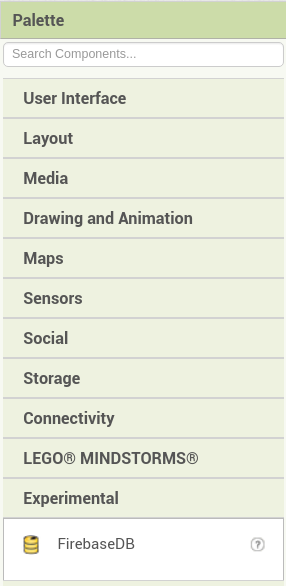 Palette
Search Components...
User Interface
Layout
Media
Drawing and Animation
Maps
Sensors
Social
Storage
Connectivity
LEGO® MINDSTORMS®
Experimental
FirebaseDB ?